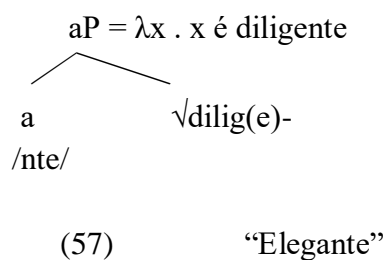 aP = λx . x é diligente
a √dilig(e)-
/nte/
(57) “Elegante”